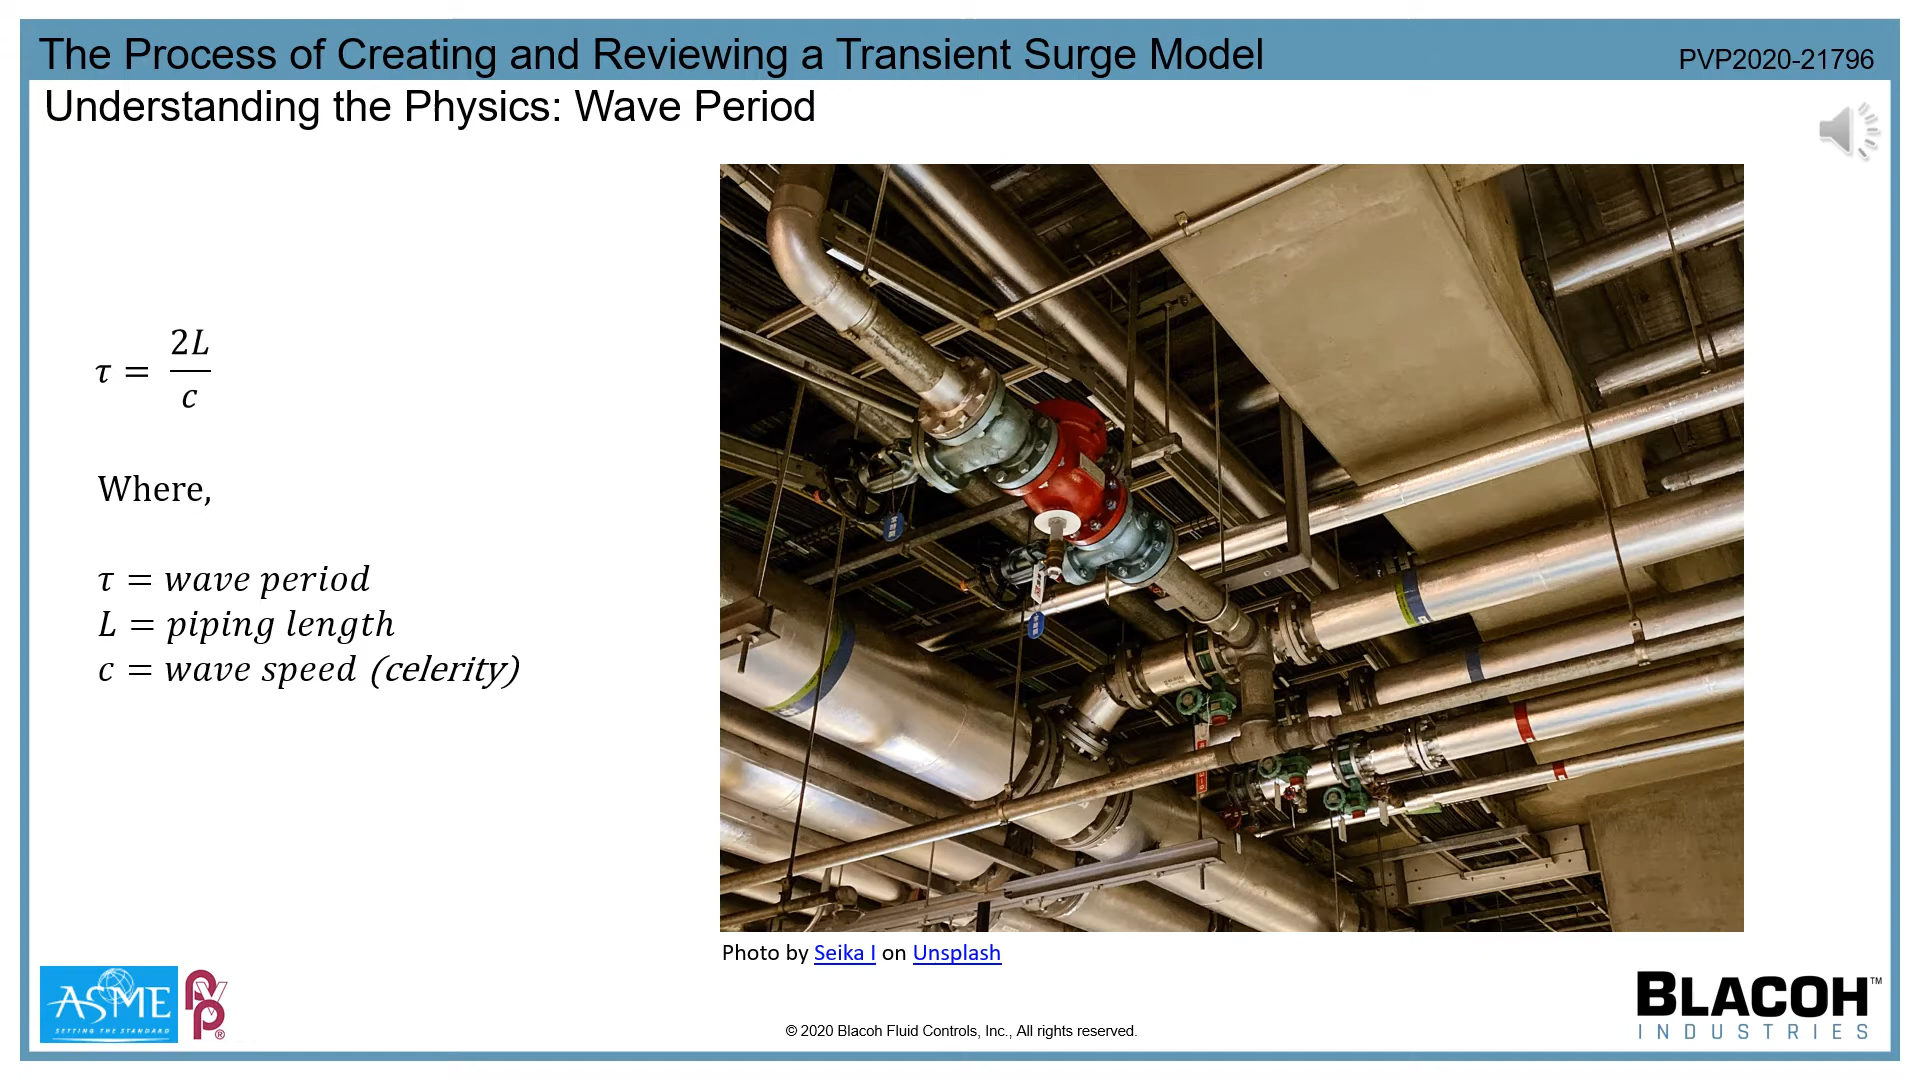 The Process of Creating and Reviewing a Transient Surge Model
PVP2020-21796
Understanding the Physics: Wave Period
τ = 2L/c
Where,
τ = wave period
L = piping length
c = wave speed (celerity)
Photo by Seika I on Unsplash
ASME
SETTING THE STANDARD
PVP®
© 2020 Blacoh Fluid Controls, Inc., All rights reserved.
BLACOH™
INDUSTRIES